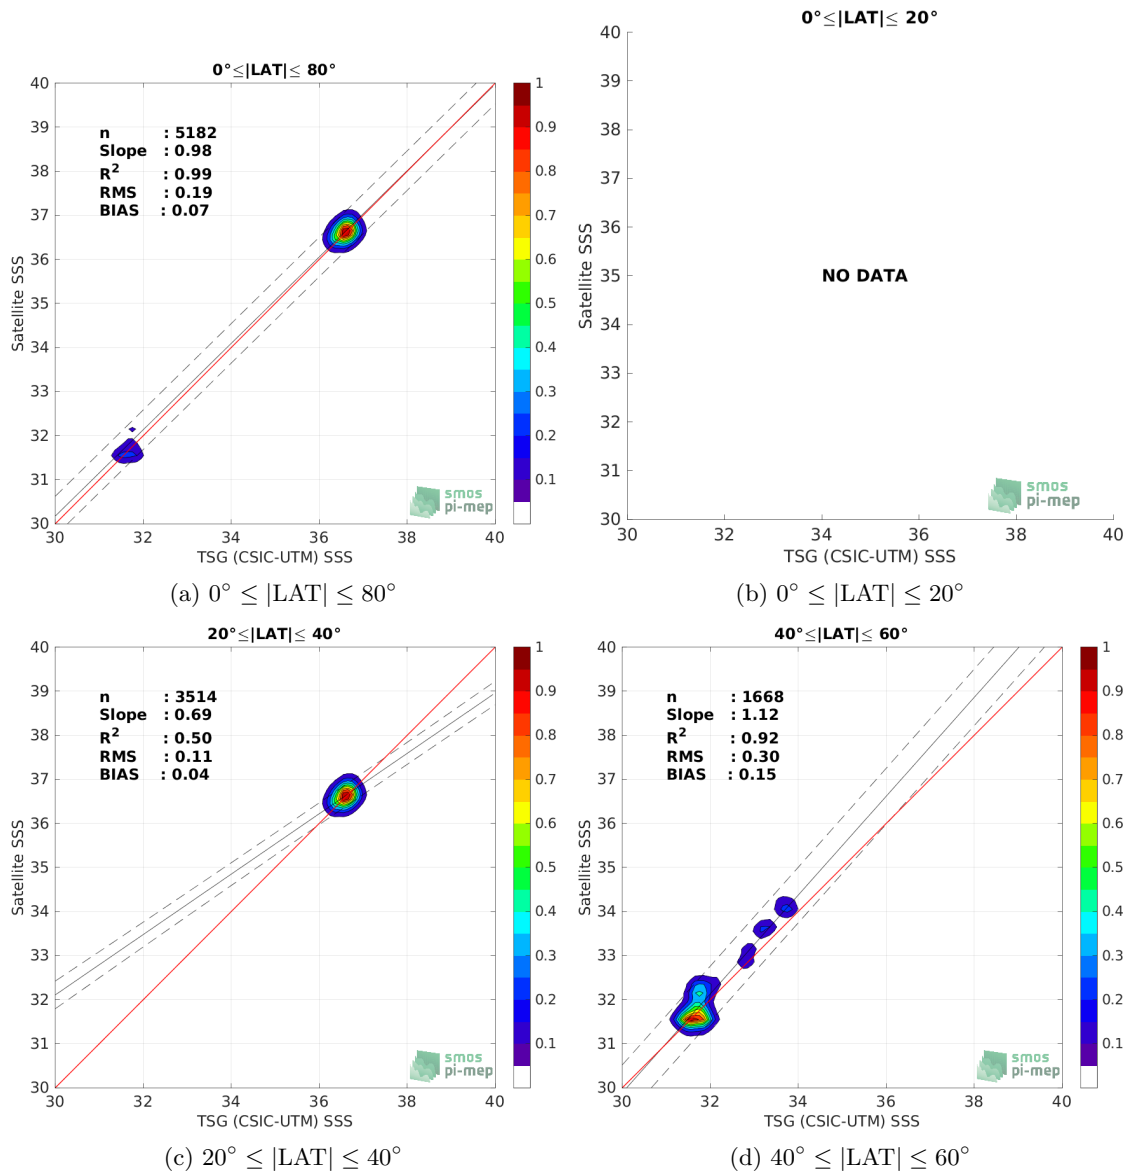 0°≤|LAT|≤ 80°
40
39
38
37
36
35
34
33
32
31
30
Satellite SSS
n : 5182
Slope : 0.98
R² : 0.99
RMS : 0.19
BIAS : 0.07
smos
pi-mep
30 32 34 36 38 40
TSG (CSIC-UTM) SSS
1
0.9
0.8
0.7
0.6
0.5
0.4
0.3
0.2
0.1
(a) 0° ≤ |LAT| ≤ 80°
0°≤|LAT|≤ 20°
40
39
38
37
36
35
34
33
32
31
30
Satellite SSS
NO DATA
smos
pi-mep
30 32 34 36 38 40
TSG (CSIC-UTM) SSS
(b) 0° ≤ |LAT| ≤ 20°
20°≤|LAT|≤ 40°
40
39
38
37
36
35
34
33
32
31
30
Satellite SSS
n : 3514
Slope : 0.69
R² : 0.50
RMS : 0.11
BIAS : 0.04
smos
pi-mep
30 32 34 36 38 40
TSG (CSIC-UTM) SSS
1
0.9
0.8
0.7
0.6
0.5
0.4
0.3
0.2
0.1
(c) 20° ≤ |LAT| ≤ 40°
40°≤|LAT|≤ 60°
40
39
38
37
36
35
34
33
32
31
30
Satellite SSS
n : 1668
Slope : 1.12
R² : 0.92
RMS : 0.30
BIAS : 0.15
smos
pi-mep
30 32 34 36 38 40
TSG (CSIC-UTM) SSS
1
0.9
0.8
0.7
0.6
0.5
0.4
0.3
0.2
0.1
(d) 40° ≤ |LAT| ≤ 60°